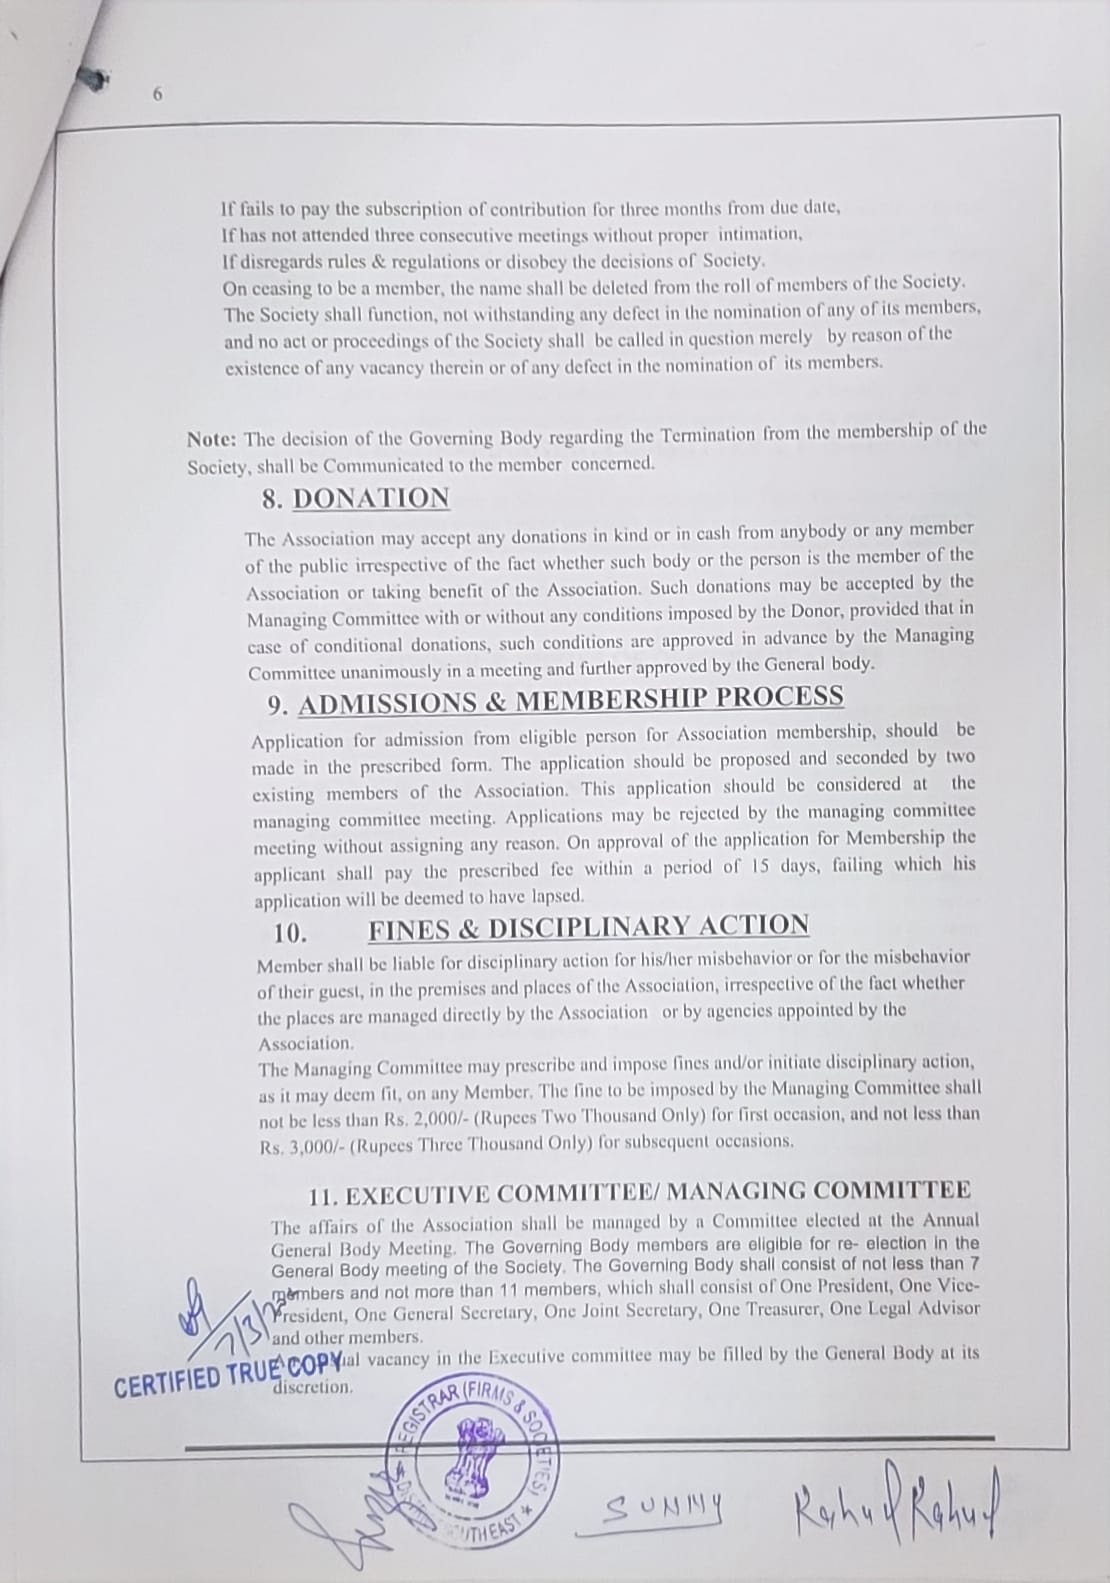 6
If fails to pay the subscription of contribution for three months from due date,
If has not attended three consecutive meetings without proper intimation,
If disregards rules & regulations or disobey the decisions of Society.
On ceasing to be a member, the name shall be deleted from the roll of members of the Society.
The Society shall function, not withstanding any defect in the nomination of any of its members,
and no act or proceedings of the Society shall be called in question merely by reason of the
existence of any vacancy therein or of any defect in the nomination of its members.
Note: The decision of the Governing Body regarding the Termination from the membership of the
Society, shall be Communicated to the member concerned.
8. DONATION
The Association may accept any donations in kind or in cash from anybody or any member
of the public irrespective of the fact whether such body or the person is the member of the
Association or taking benefit of the Association. Such donations may be accepted by the
Managing Committee with or without any conditions imposed by the Donor, provided that in
case of conditional donations, such conditions are approved in advance by the Managing
Committee unanimously in a meeting and further approved by the General body.
9. ADMISSIONS & MEMBERSHIP PROCESS
Application for admission from eligible person for Association membership, should be
made in the prescribed form. The application should be proposed and seconded by two
existing members of the Association. This application should be considered at the
managing committee meeting. Applications may be rejected by the managing committee
meeting without assigning any reason. On approval of the application for Membership the
applicant shall pay the prescribed fee within a period of 15 days, failing which his
application will be deemed to have lapsed.
10. FINES & DISCIPLINARY ACTION
Member shall be liable for disciplinary action for his/her misbehavior or for the misbehavior
of their guest, in the premises and places of the Association, irrespective of the fact whether
the places are managed directly by the Association or by agencies appointed by the
Association.
The Managing Committee may prescribe and impose fines and/or initiate disciplinary action,
as it may deem fit, on any Member. The fine to be imposed by the Managing Committee shall
not be less than Rs. 2,000/- (Rupees Two Thousand Only) for first occasion, and not less than
Rs. 3,000/- (Rupees Three Thousand Only) for subsequent occasions.
11. EXECUTIVE COMMITTEE/ MANAGING COMMITTEE
The affairs of the Association shall be managed by a Committee elected at the Annual
General Body Meeting. The Governing Body members are eligible for re- election in the
General Body meeting of the Society. The Governing Body shall consist of not less than 7
members and not more than 11 members, which shall consist of One President, One Vice-
President, One General Secretary, One Joint Secretary, One Treasurer, One Legal Advisor
and other members.
vacancy in the Executive committee may be filled by the General Body at its
discretion.
CERTIFIED TRUE COPY
REGISTRAR (FIRMS & SOCIETIES)
SUNNY
Rahul Rahul